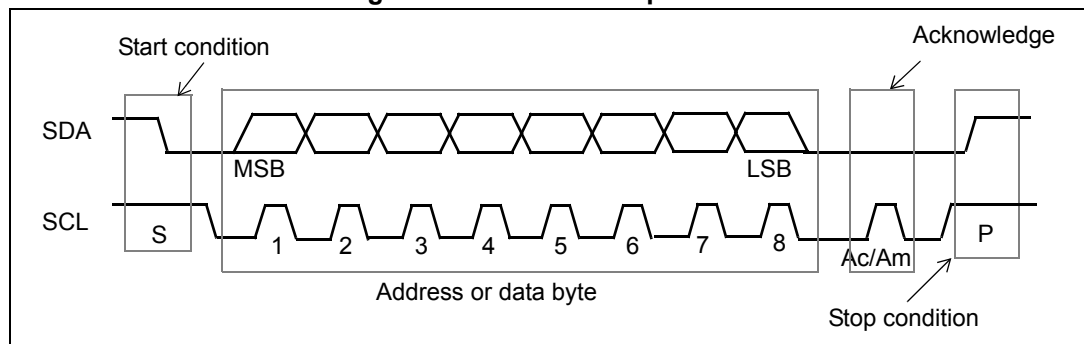 Start condition
Acknowledge
SDA
MSB
LSB
SCL
S
1 2 3 4 5 6 7 8
Ac/Am
P
Address or data byte
Stop condition